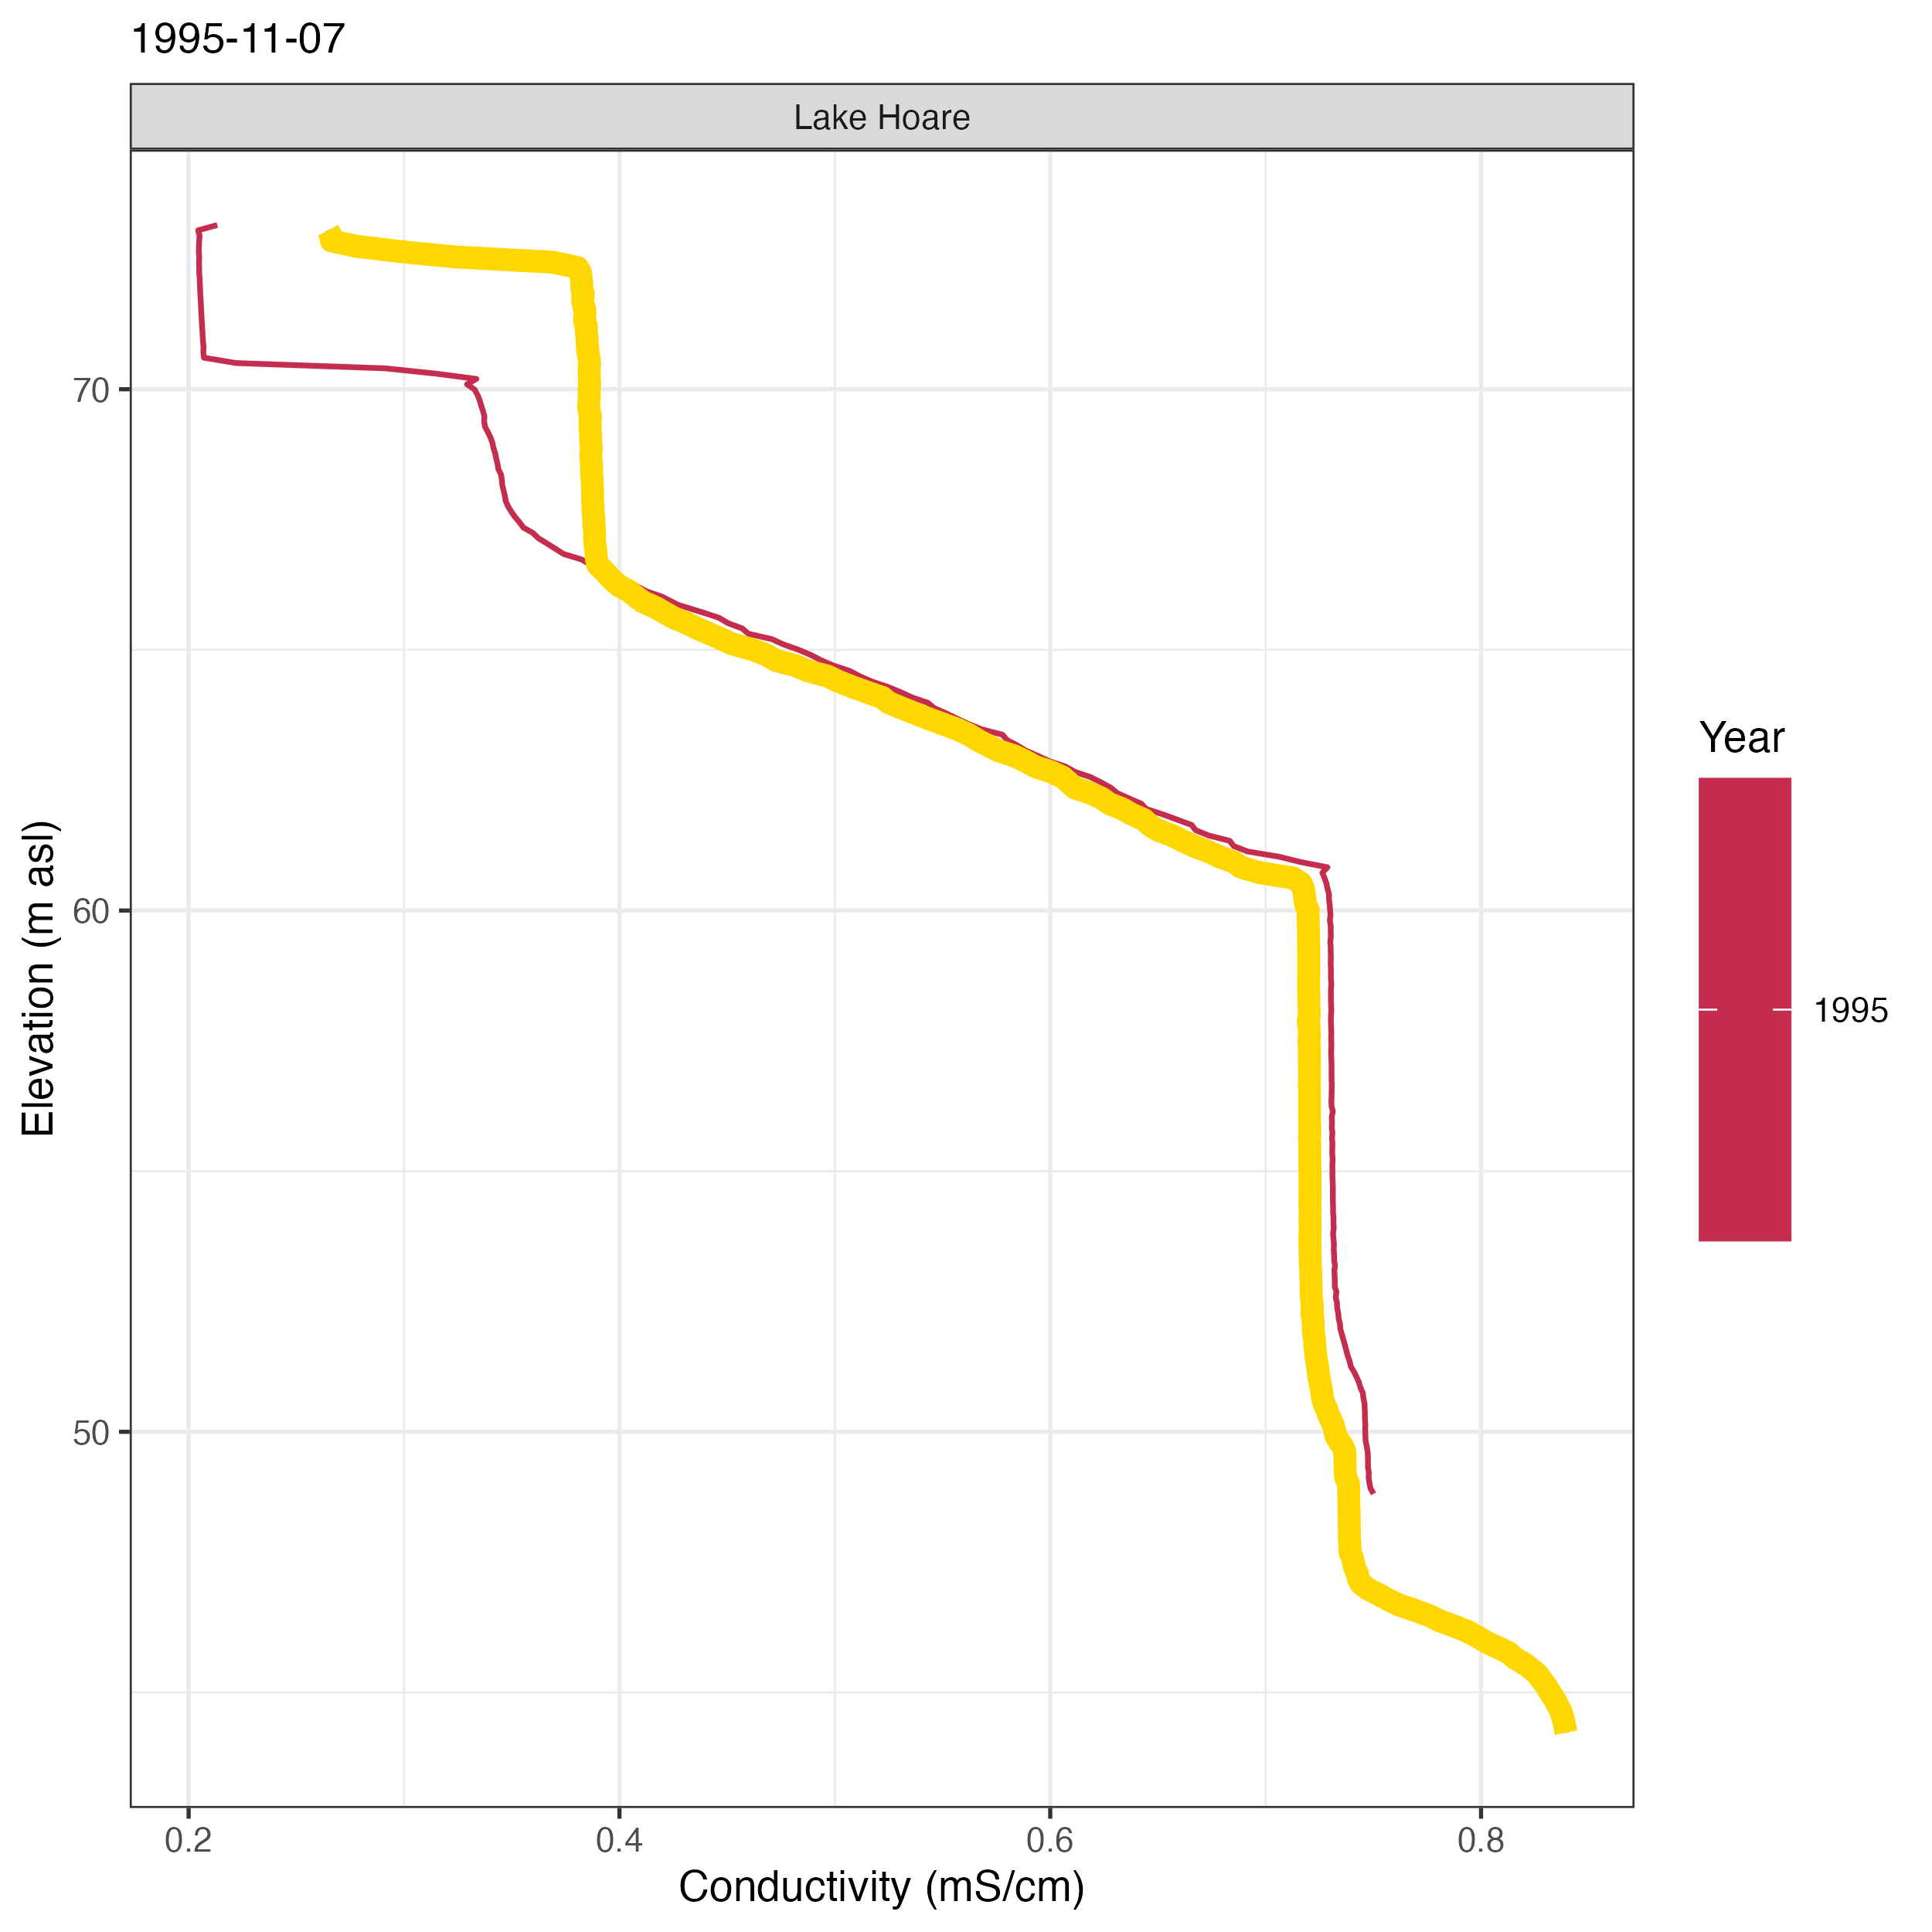 1995-11-07
Lake Hoare
70
60
50
Elevation (m asl)
0.2 0.4 0.6 0.8
Conductivity (mS/cm)
Year
1995